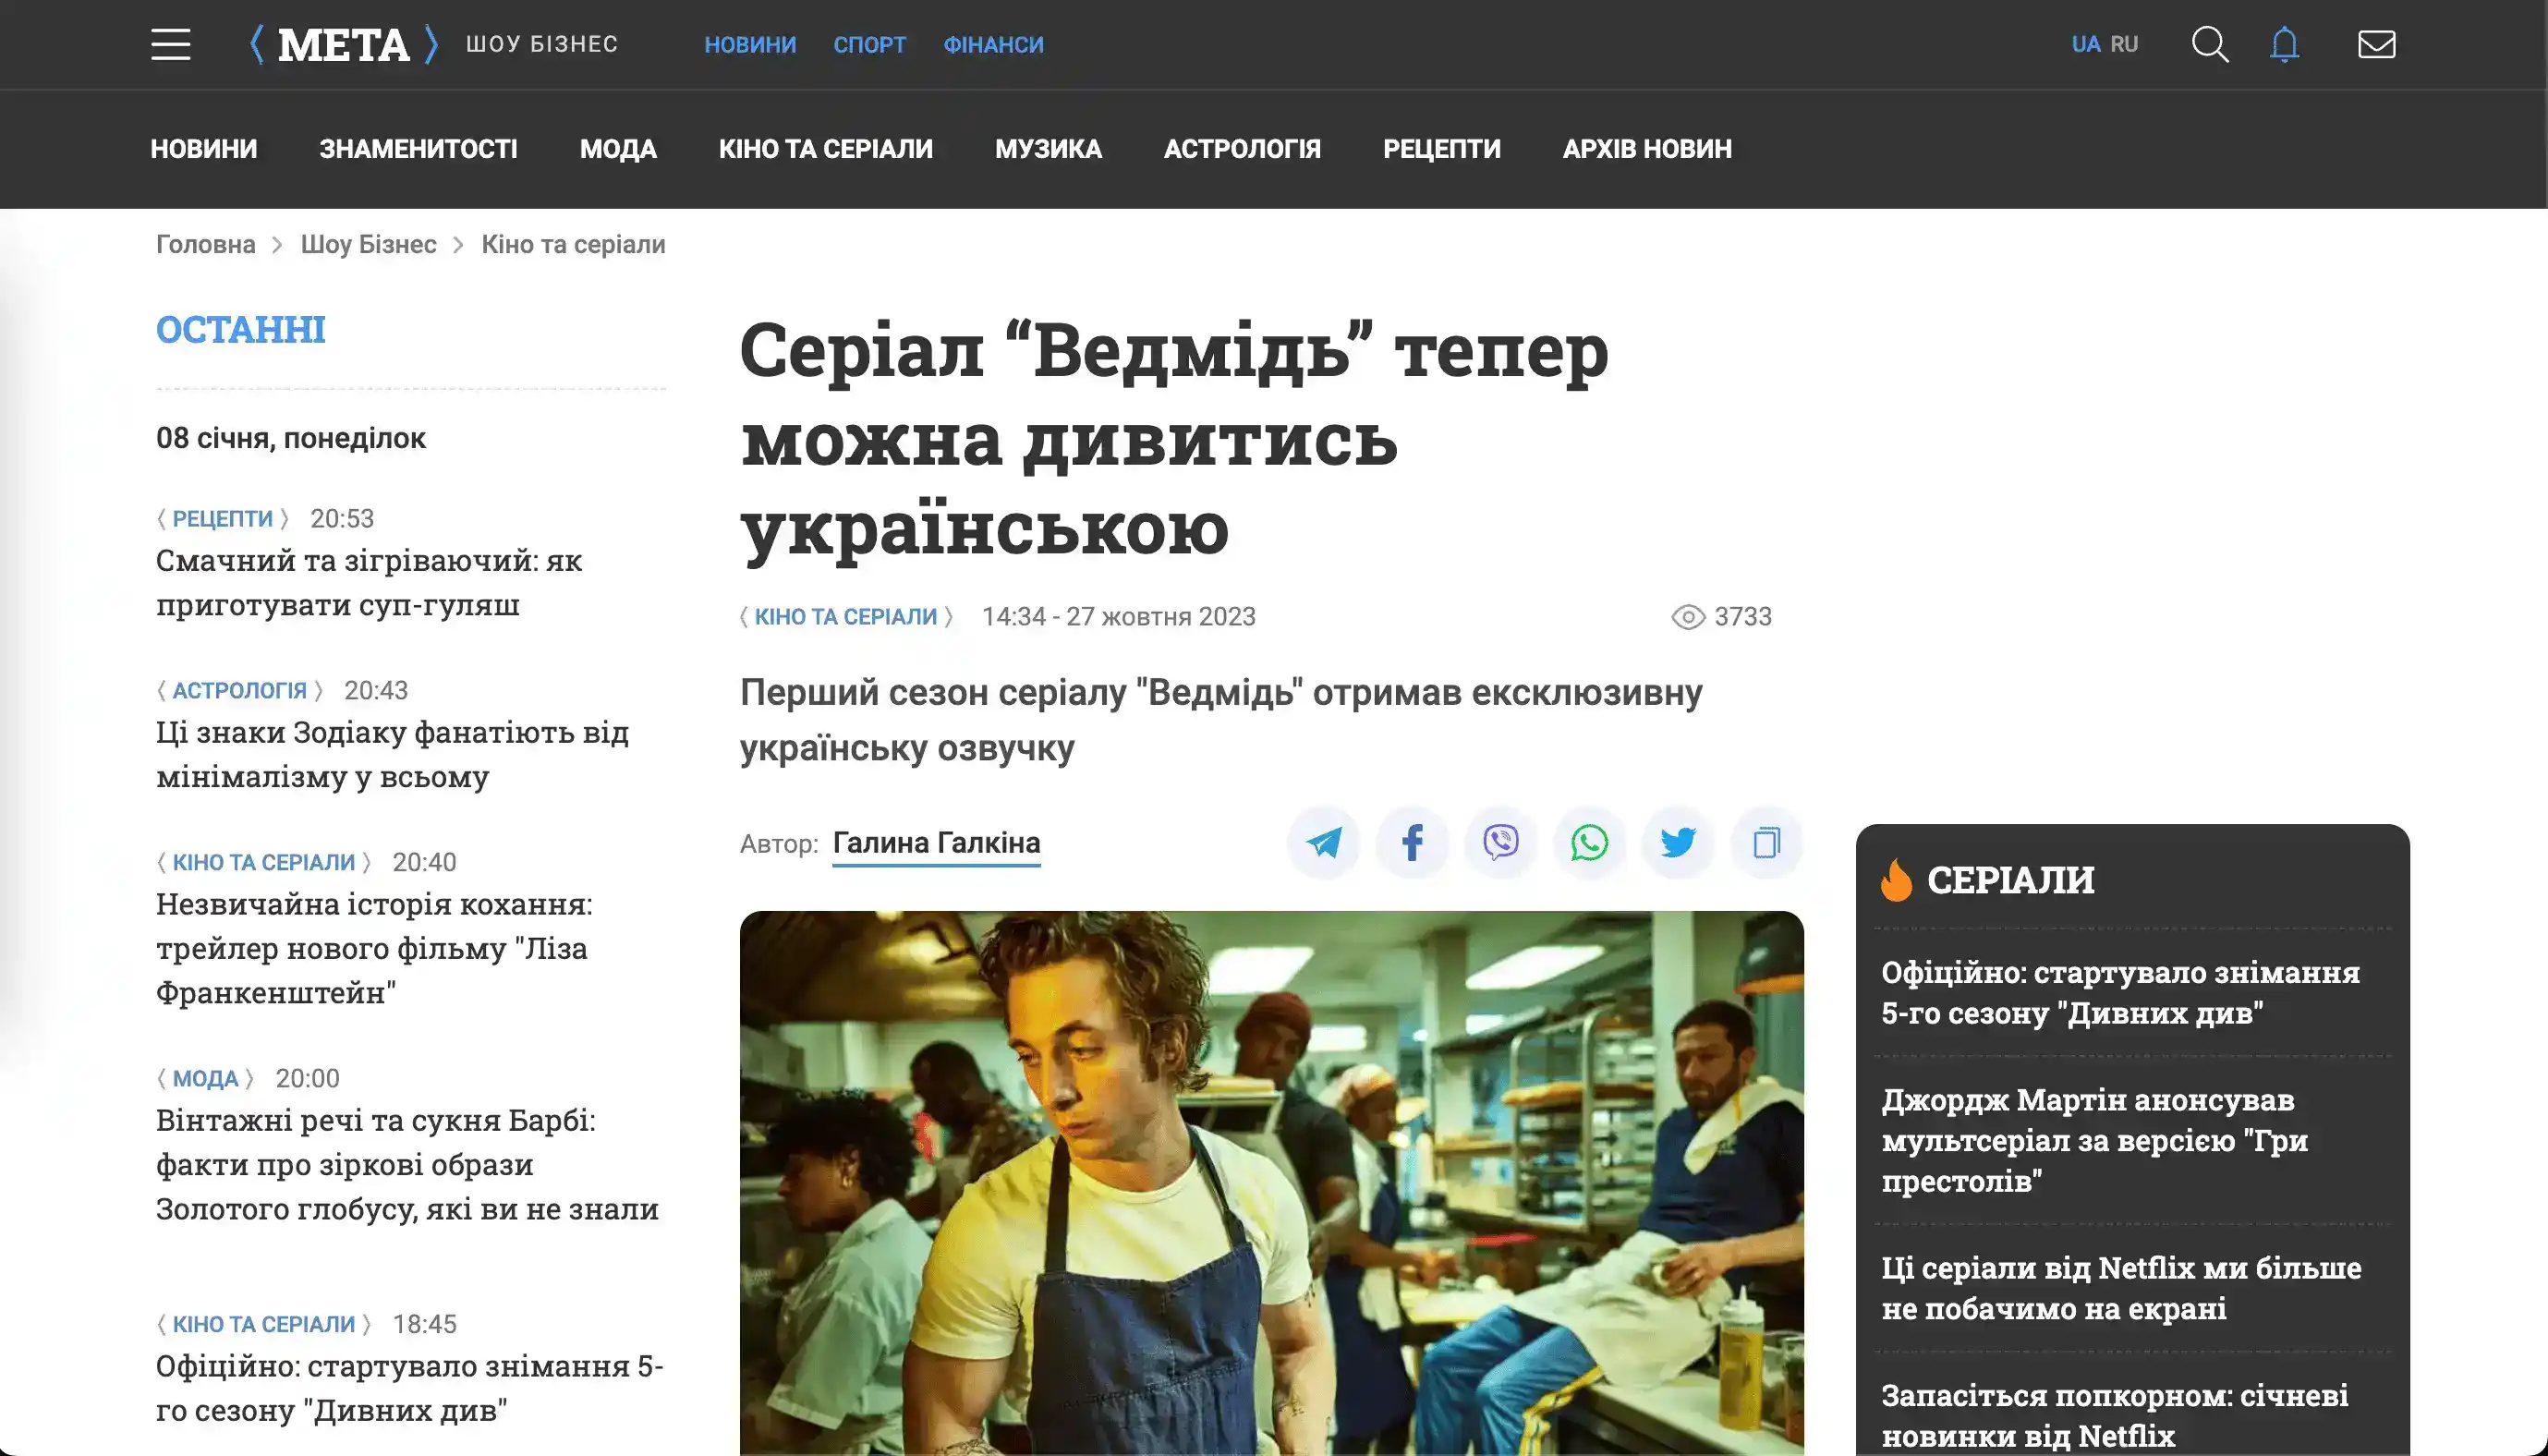 META ШОУ БІЗНЕС НОВИНИ СПОРТ ФІНАНСИ UA RU
НОВИНИ ЗНАМЕНИТОСТІ МОДА КІНО ТА СЕРІАЛИ МУЗИКА АСТРОЛОГІЯ РЕЦЕПТИ АРХІВ НОВИН
Головна > Шоу Бізнес > Кіно та серіали
ОСТАННІ
08 січня, понеділок
⟨ РЕЦЕПТИ ⟩ 20:53
Смачний та зігріваючий: як
приготувати суп-гуляш
⟨ АСТРОЛОГІЯ ⟩ 20:43
Ці знаки Зодіаку фанатіють від
мінімалізму у всьому
⟨ КІНО ТА СЕРІАЛИ ⟩ 20:40
Незвичайна історія кохання:
трейлер нового фільму "Ліза
Франкенштейн"
⟨ МОДА ⟩ 20:00
Вінтажні речі та сукня Барбі:
факти про зіркові образи
Золотого глобусу, які ви не знали
⟨ КІНО ТА СЕРІАЛИ ⟩ 18:45
Офіційно: стартувало знімання 5-
го сезону "Дивних див"
Серіал “Ведмідь” тепер
можна дивитись
українською
⟨ КІНО ТА СЕРІАЛИ ⟩ 14:34 - 27 жовтня 2023 3733
Перший сезон серіалу "Ведмідь" отримав ексклюзивну
українську озвучку
Автор: Галина Галкіна
СЕРІАЛИ
Офіційно: стартувало знімання
5-го сезону "Дивних див"
Джордж Мартін анонсував
мультсеріал за версією "Гри
престолів"
Ці серіали від Netflix ми більше
не побачимо на екрані
Запасіться попкорном: січневі
новинки від Netflix